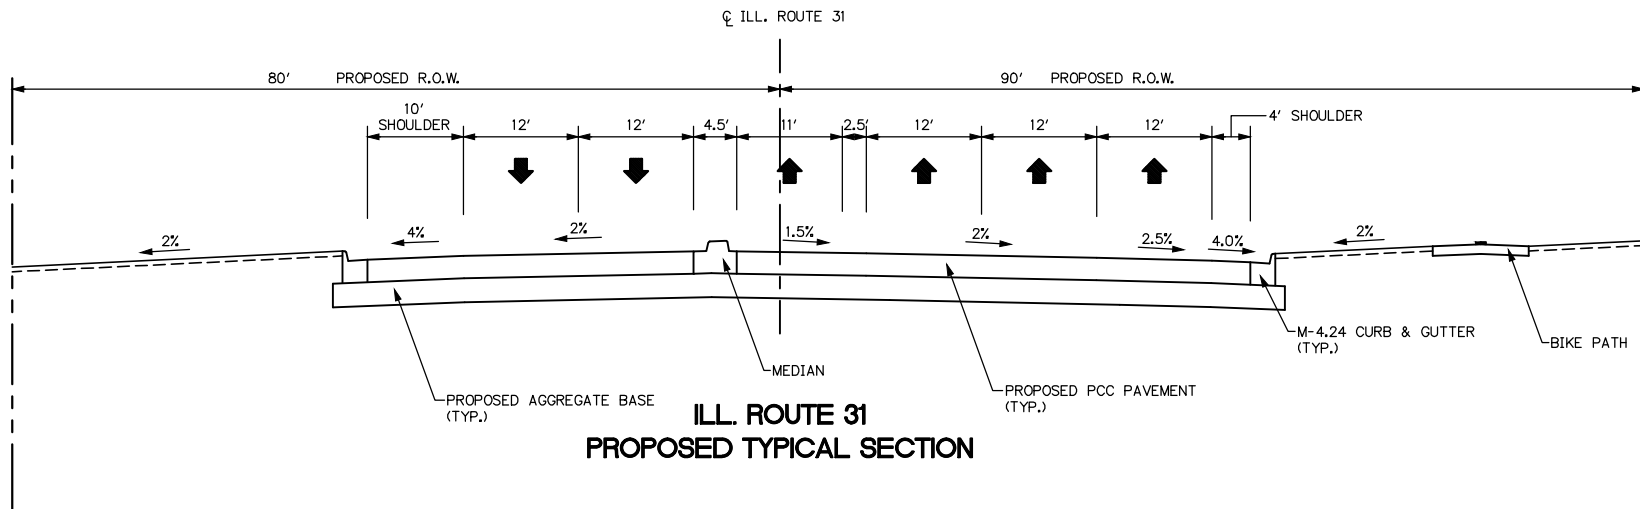 ℄ ILL. ROUTE 31
80' PROPOSED R.O.W.
90' PROPOSED R.O.W.
10'
SHOULDER
12'
12'
4.5'
11'
2.5'
12'
12'
12'
4' SHOULDER
2%
4%
2%
1.5%
2%
2.5%
4.0%
2%
M-4.24 CURB & GUTTER
(TYP.)
BIKE PATH
MEDIAN
PROPOSED AGGREGATE BASE
(TYP.)
PROPOSED PCC PAVEMENT
(TYP.)
ILL. ROUTE 31
PROPOSED TYPICAL SECTION